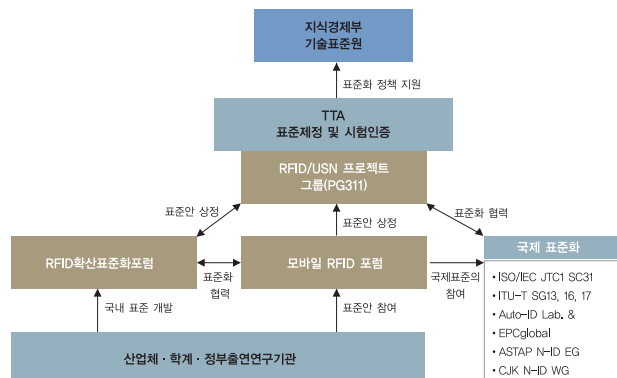 지식경제부
기술표준원
표준화 정책 지원
TTA
표준제정 및 시험인증
RFID/USN 프로젝트
그룹(PG311)
표준안 상정
표준안 상정
표준화 협력
RFID확산표준화포럼
표준화
협력
모바일 RFID 포럼
국제표준의
참여
국제 표준화
• ISO/IEC JTC1 SC31
• ITU-T SG13, 16, 17
• Auto-ID Lab. &
• EPCglobal
• ASTAP N-ID EG
• CJK N-ID WG
국내 표준 개발
표준안 참여
산업체 · 학계 · 정부출연연구기관